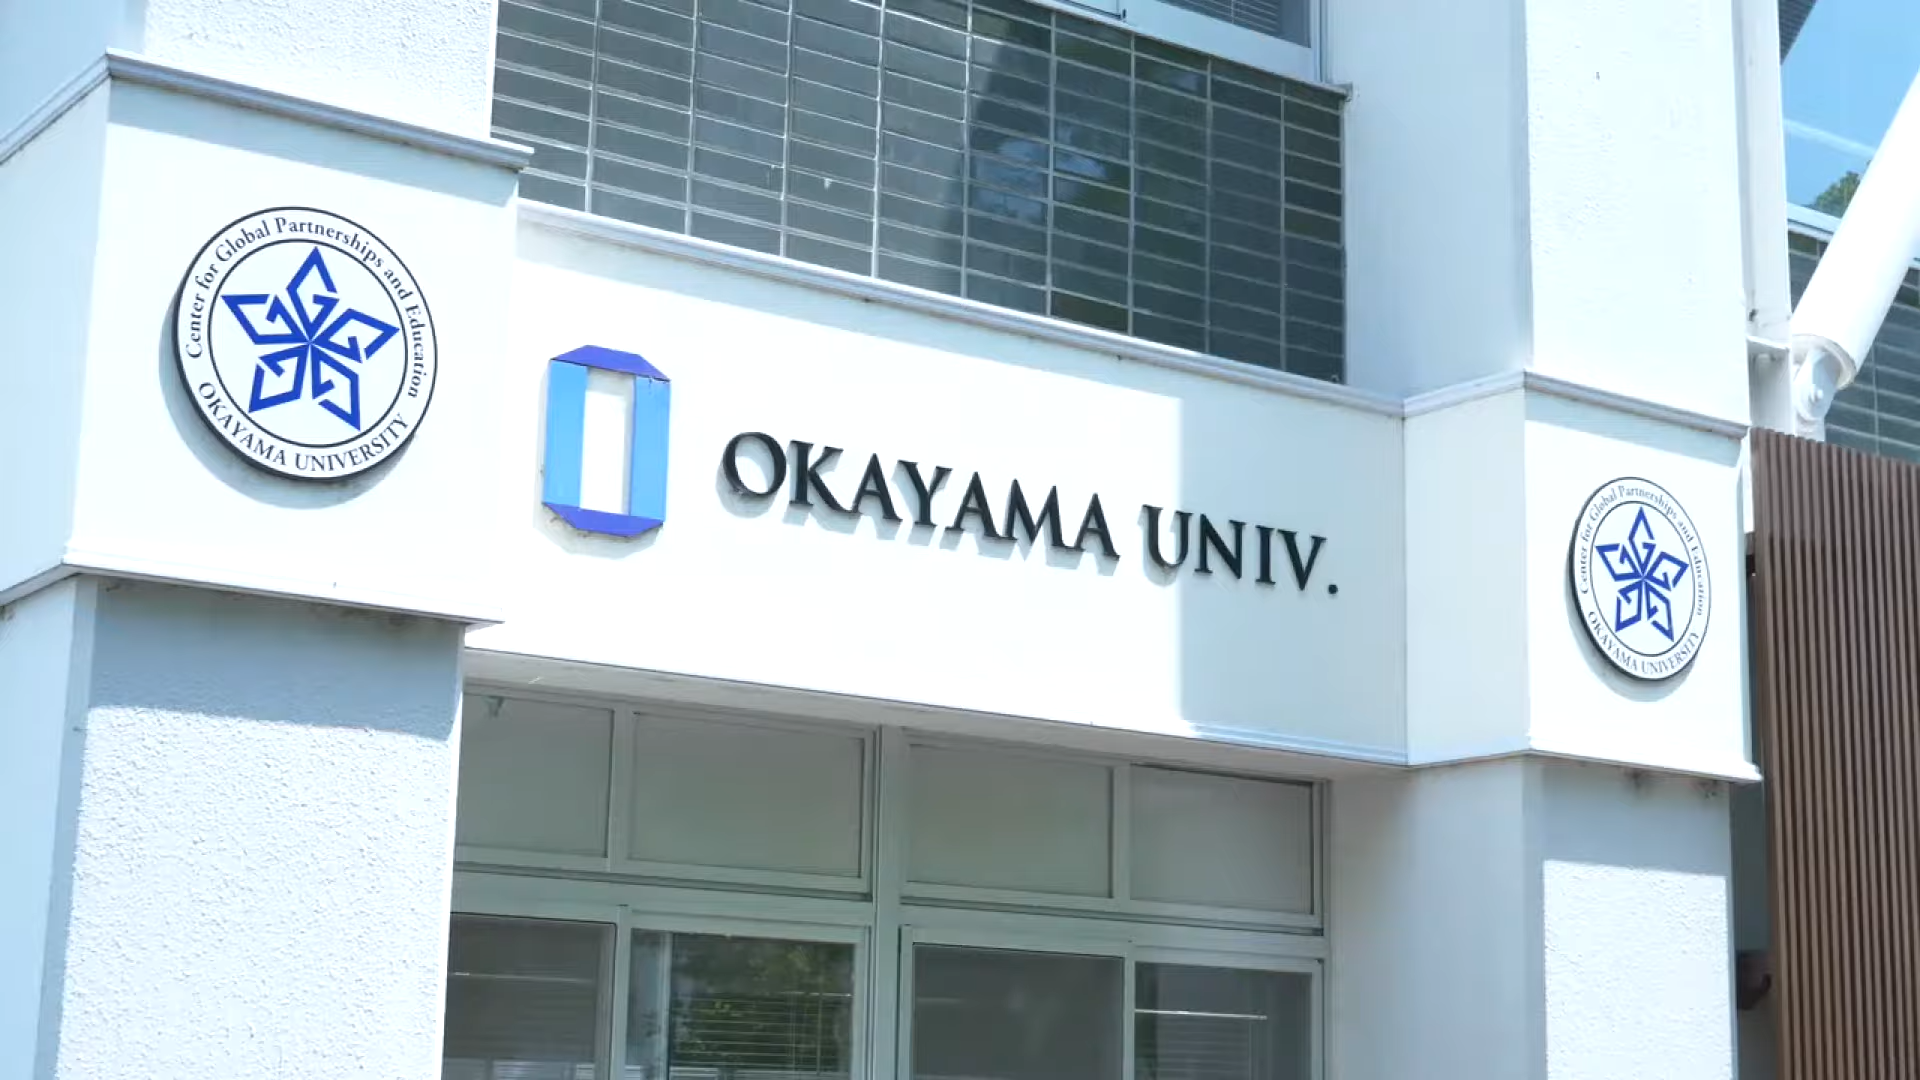 Center for Global Partnerships and Education
OKAYAMA UNIVERSITY
OKAYAMA UNIV.
Center for Global Partnerships and Education
OKAYAMA UNIVERSITY